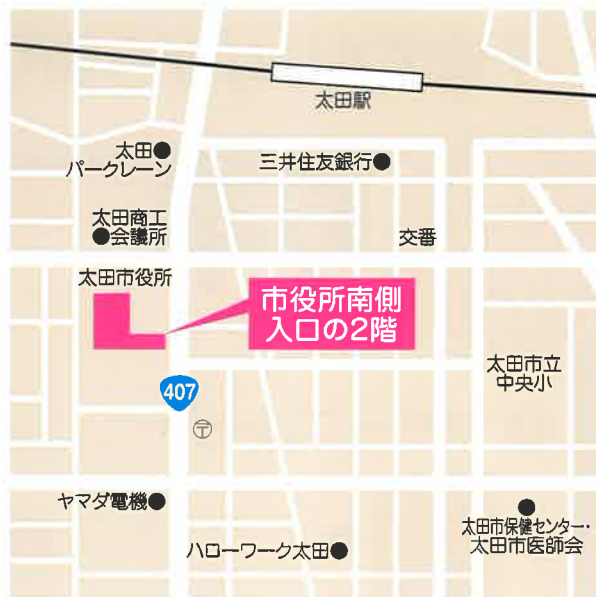 太田駅
太田
パークレーン
三井住友銀行
太田商工
会議所
交番
太田市役所
市役所南側
入口の2階
太田市立
中央小
407
〒
ヤマダ電機
太田市保健センター・
太田市医師会
ハローワーク太田